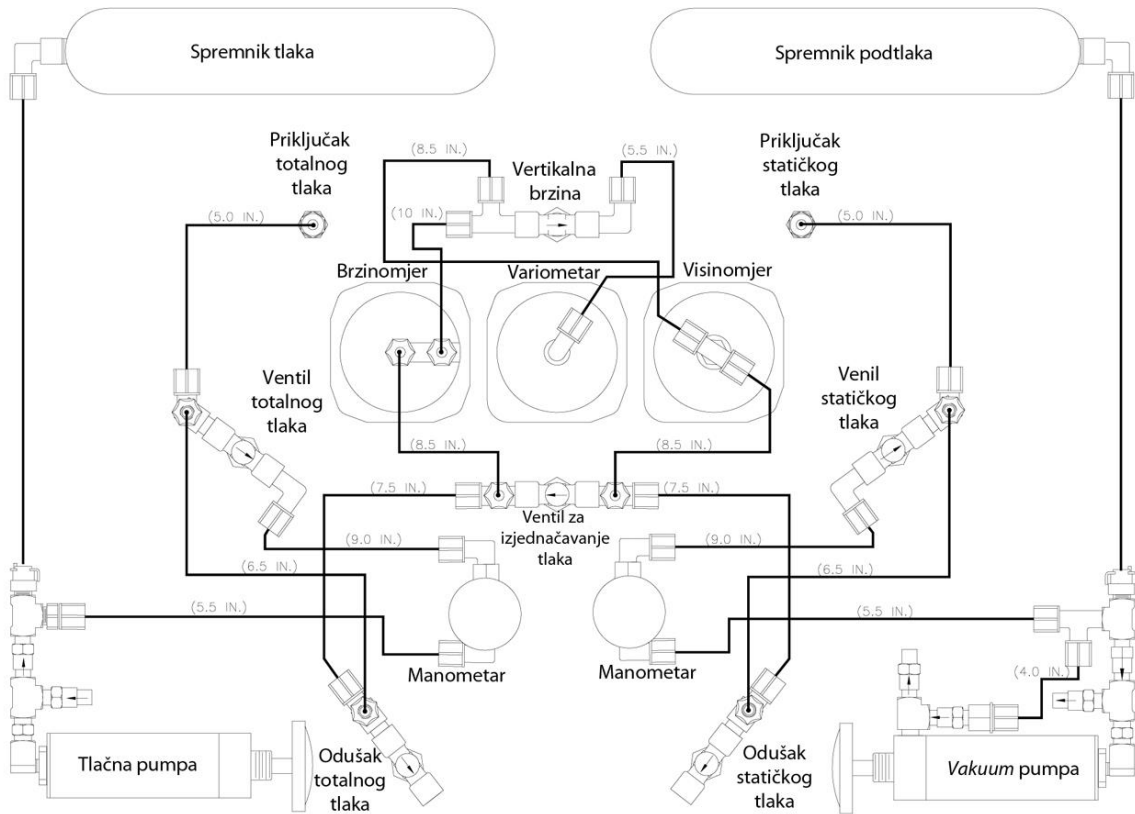 Spremnik tlaka
Spremnik podtlaka
Priključak
totalnog
tlaka
(8.5 IN.)
Vertikalna
brzina
(5.5 IN.)
Priključak
statičkog
tlaka
(5.0 IN.)
(10 IN.)
(5.0 IN.)
Brzinomjer
Variometar
Visinomjer
Ventil
totalnog
tlaka
Venil
statičkog
tlaka
(8.5 IN.)
(8.5 IN.)
(7.5 IN.)
(7.5 IN.)
Ventil za
izjednačavanje
tlaka
(9.0 IN.)
(9.0 IN.)
(6.5 IN.)
(6.5 IN.)
(5.5 IN.)
(5.5 IN.)
Manometar
Manometar
(4.0 IN.)
Tlačna pumpa
Odušak
totalnog
tlaka
Odušak
statičkog
tlaka
Vakuum pumpa